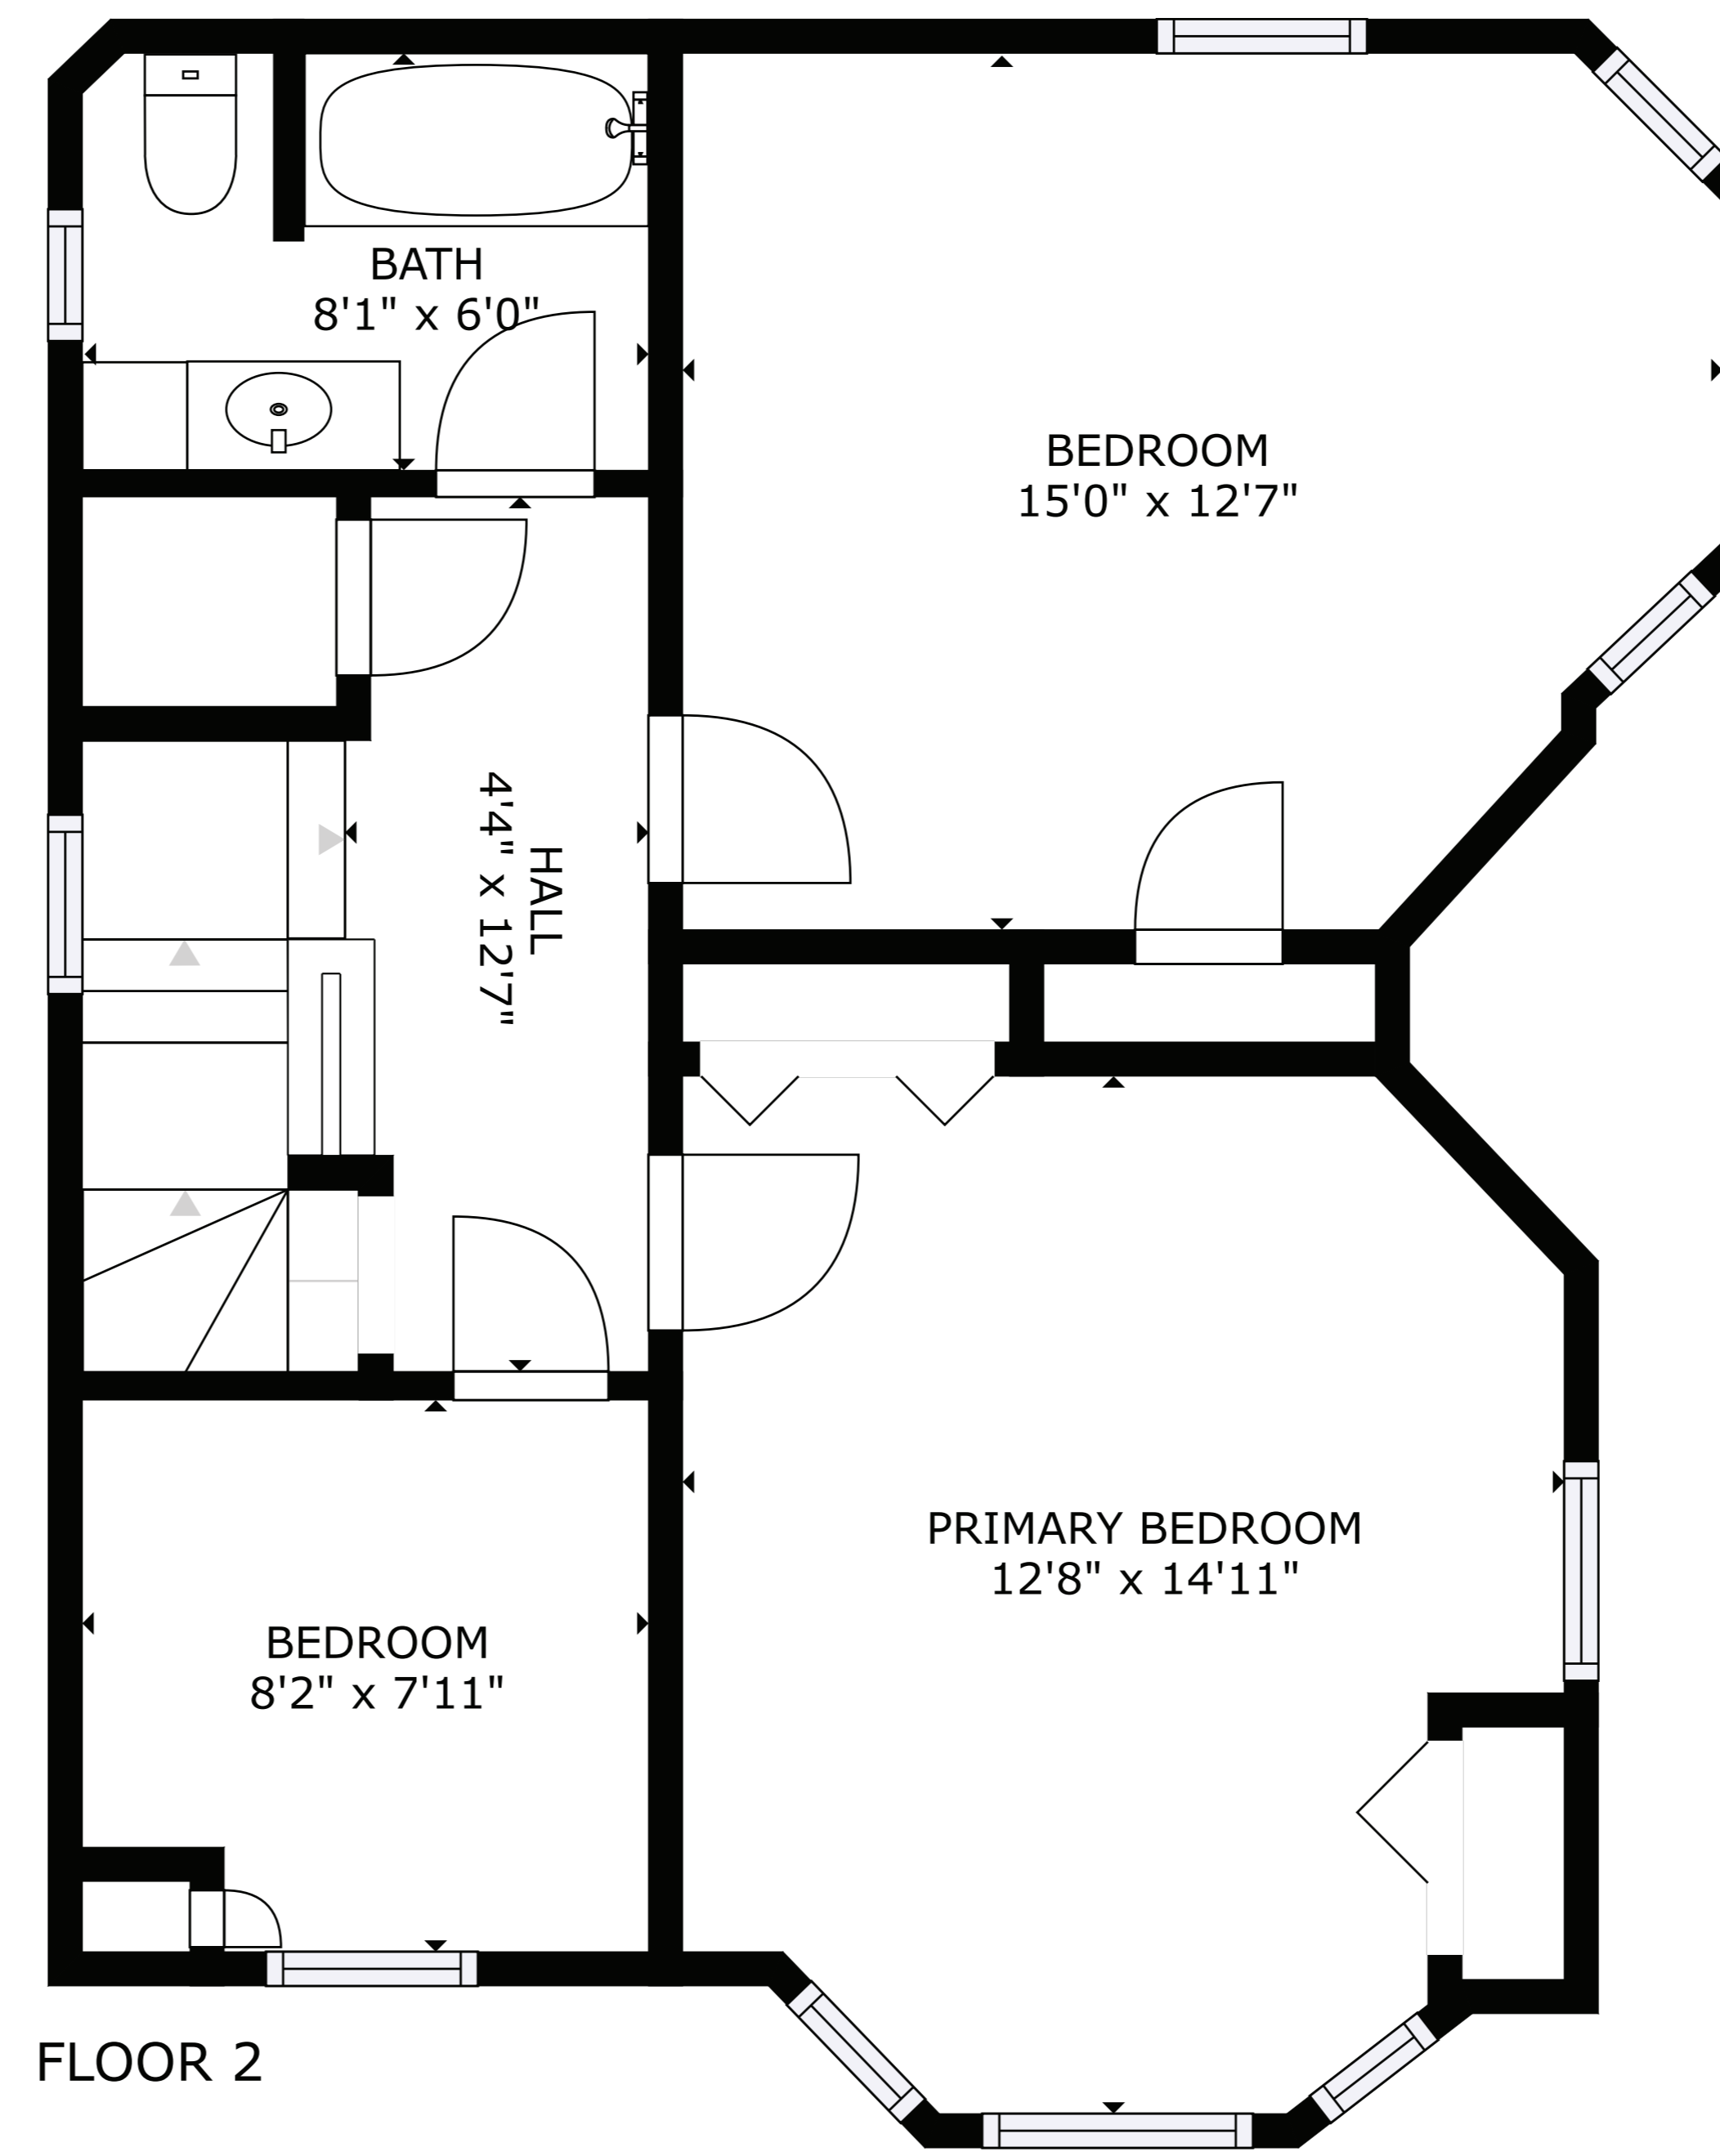 BATH
8'1" x 6'0"
BEDROOM
15'0" x 12'7"
HALL
4'4" x 12'7"
PRIMARY BEDROOM
12'8" x 14'11"
BEDROOM
8'2" x 7'11"
FLOOR 2